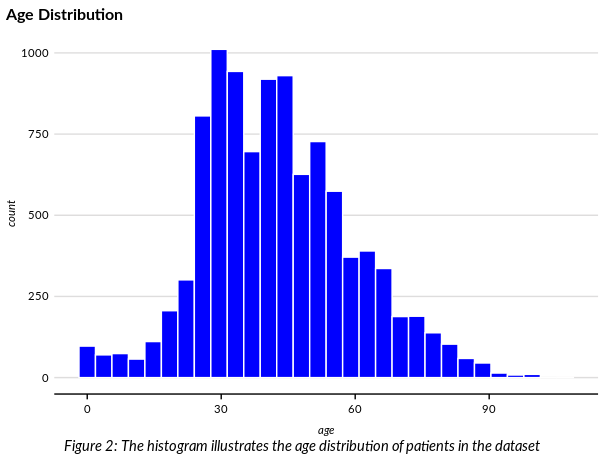 Age Distribution
1000
750
500
250
0
count
0 30 60 90
age
Figure 2: The histogram illustrates the age distribution of patients in the dataset